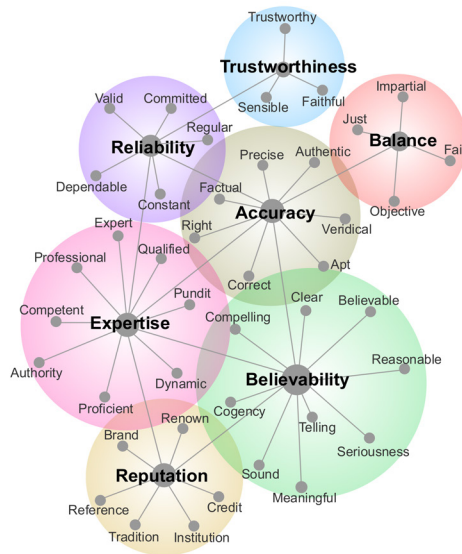 Trustworthy
Trustworthiness
Sensible
Faithful
Impartial
Just
Balance
Fai
Objective
Valid
Committed
Regular
Reliability
Dependable
Constant
Precise
Authentic
Factual
Accuracy
Right
Veridical
Correct
Apt
Expert
Professional
Qualified
Pundit
Competent
Expertise
Authority
Dynamic
Proficient
Clear
Believable
Compelling
Reasonable
Believability
Cogency
Telling
Seriousness
Sound
Meaningful
Renown
Brand
Reputation
Reference
Credit
Tradition
Institution